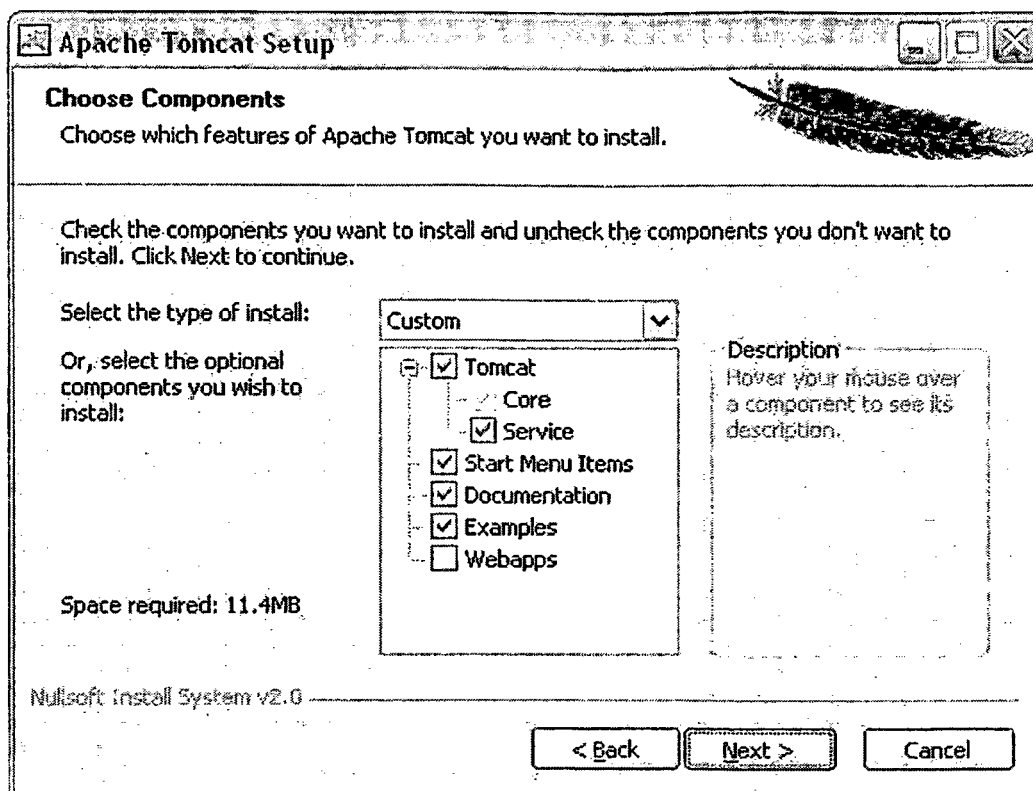 Apache Tomcat Setup
Choose Components
Choose which features of Apache Tomcat you want to install.
Check the components you want to install and uncheck the components you don't want to
install. Click Next to continue.
Select the type of install:
Custom
Or, select the optional
components you wish to
install:
Tomcat
Core
Service
Start Menu Items
Documentation
Examples
Webapps
Description
Hover your mouse over
a component to see its
description.
Space required: 11.4MB
Nullsoft Install System v2.0
< Back
Next >
Cancel